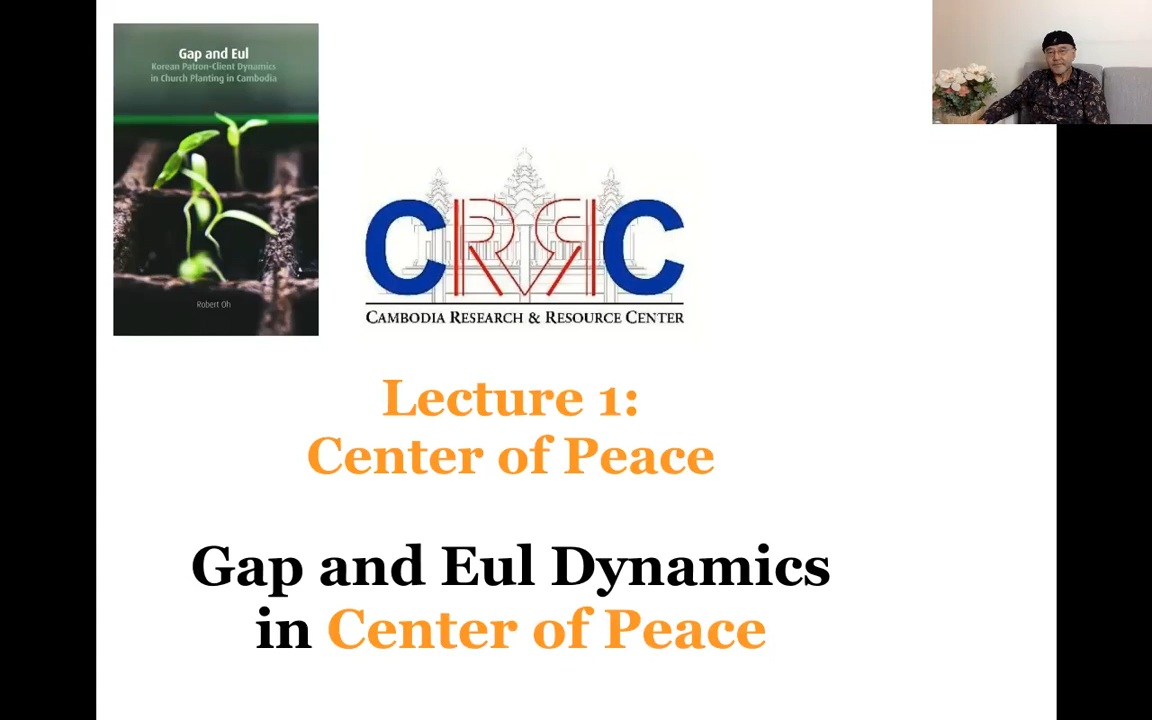 Gap and Eul
Korean Patron-Client Dynamics
in Church Planting in Cambodia
Robert Oh
CRRC
CAMBODIA RESEARCH & RESOURCE CENTER
Lecture 1:
Center of Peace
Gap and Eul Dynamics
in Center of Peace